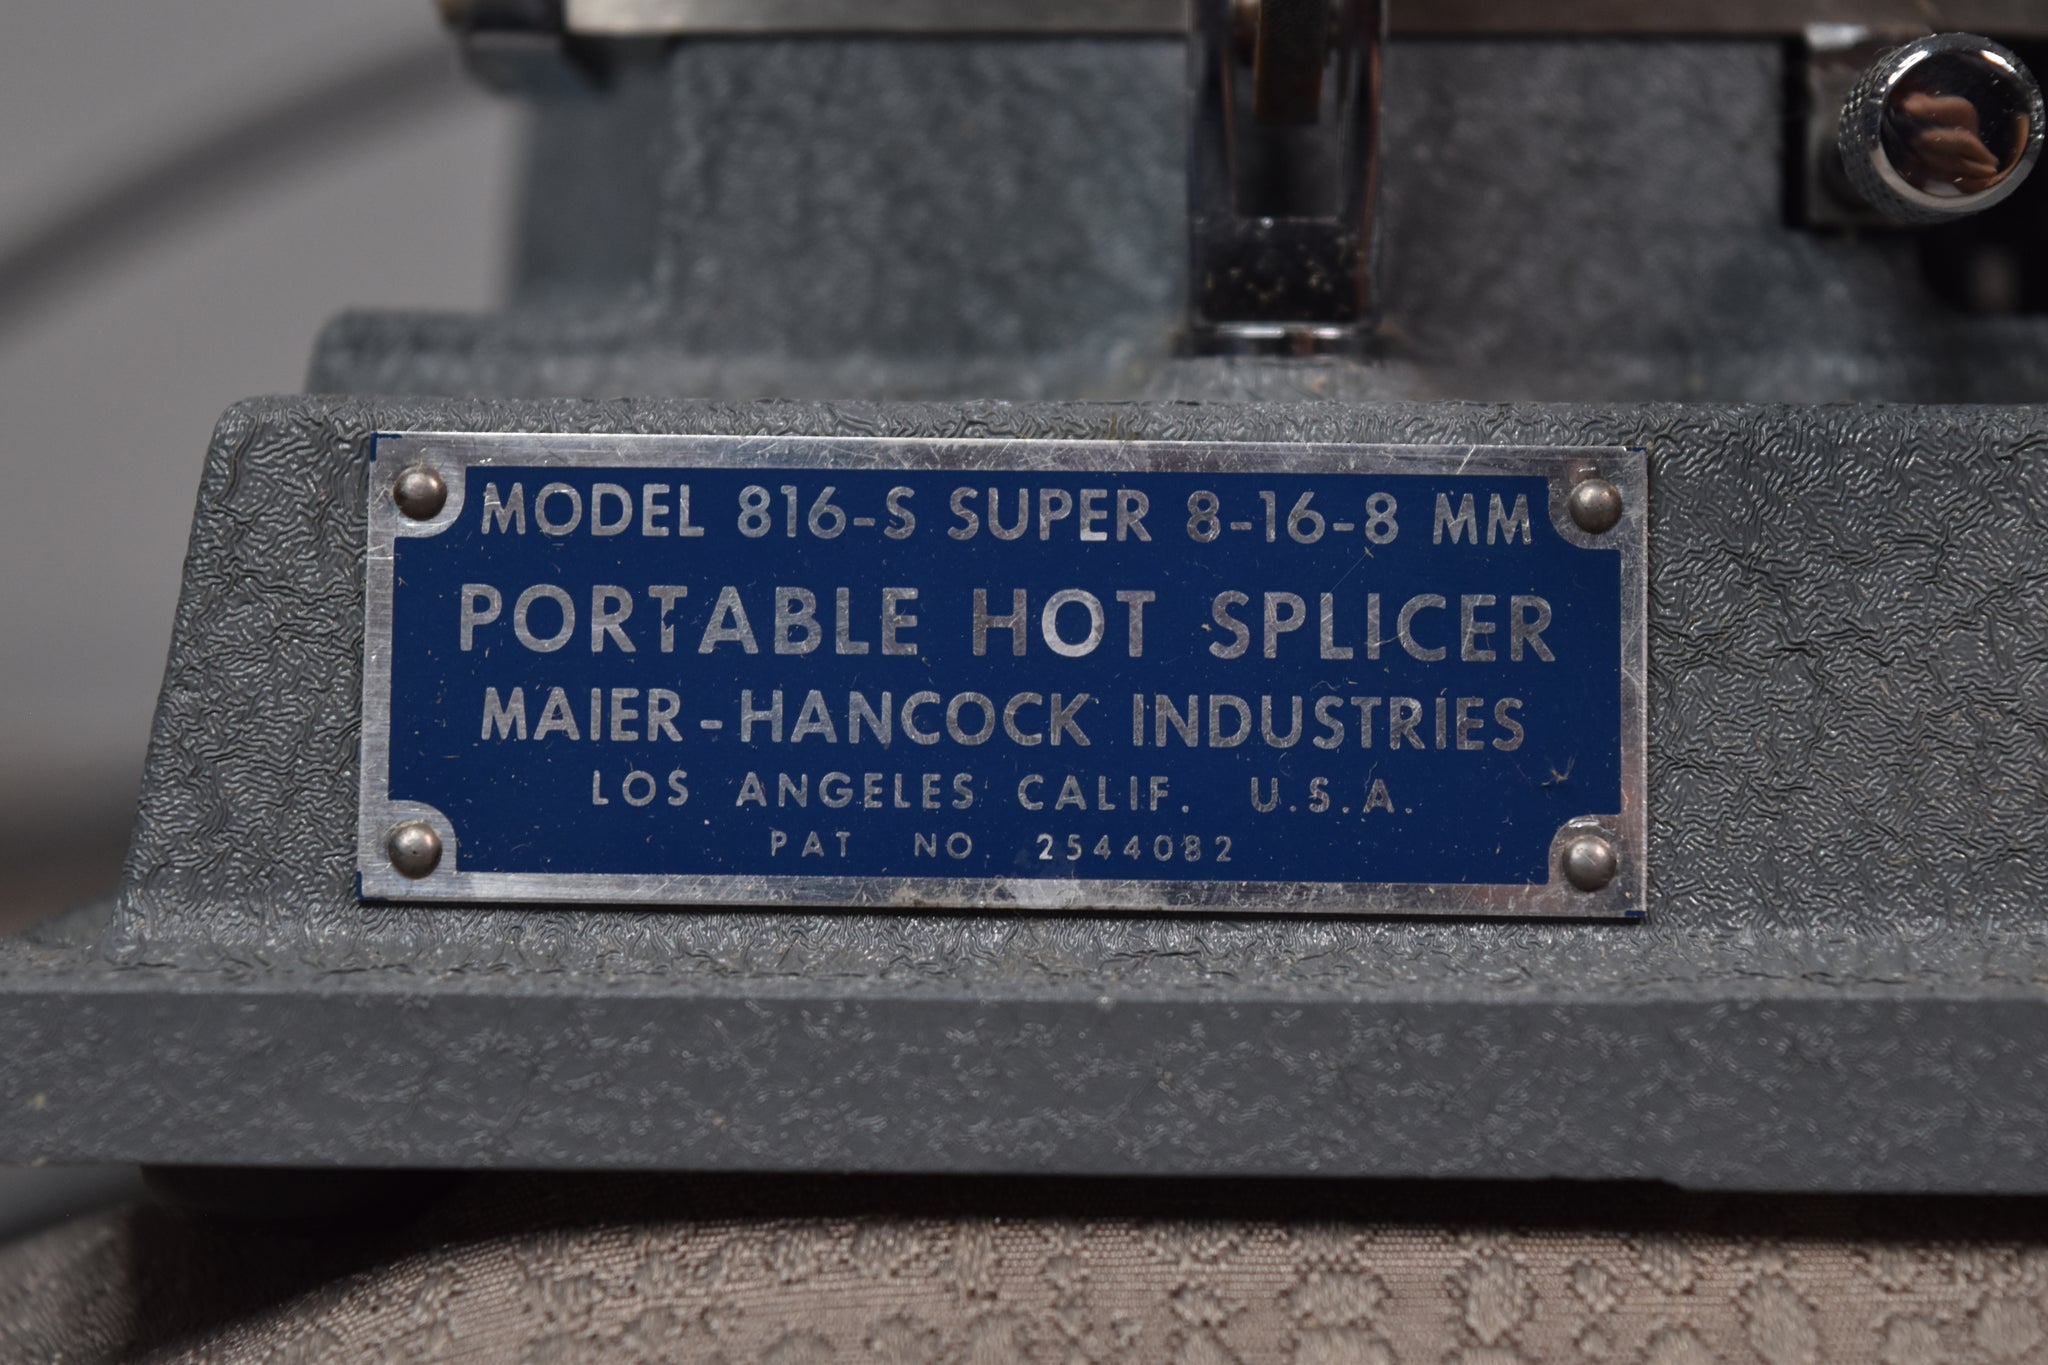 MODEL 816-S SUPER 8-16-8 MM
PORTABLE HOT SPLICER
MAIER-HANCOCK INDUSTRIES
LOS ANGELES CALIF. U.S.A.
PAT NO 2544082